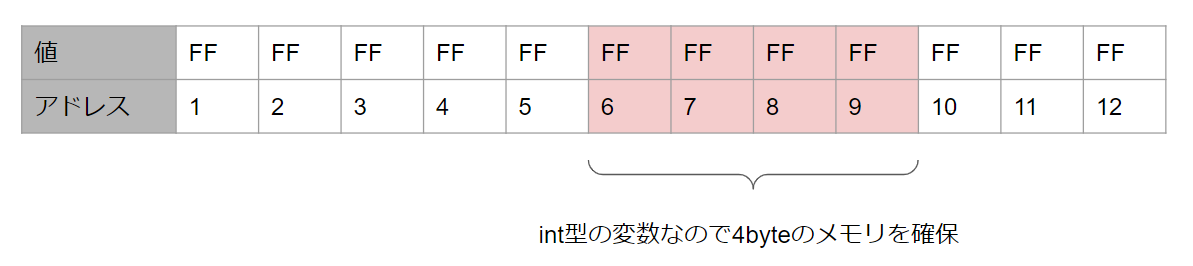 値 FF FF FF FF FF FF FF FF FF FF FF FF
アドレス 1 2 3 4 5 6 7 8 9 10 11 12
int型の変数なので4byteのメモリを確保